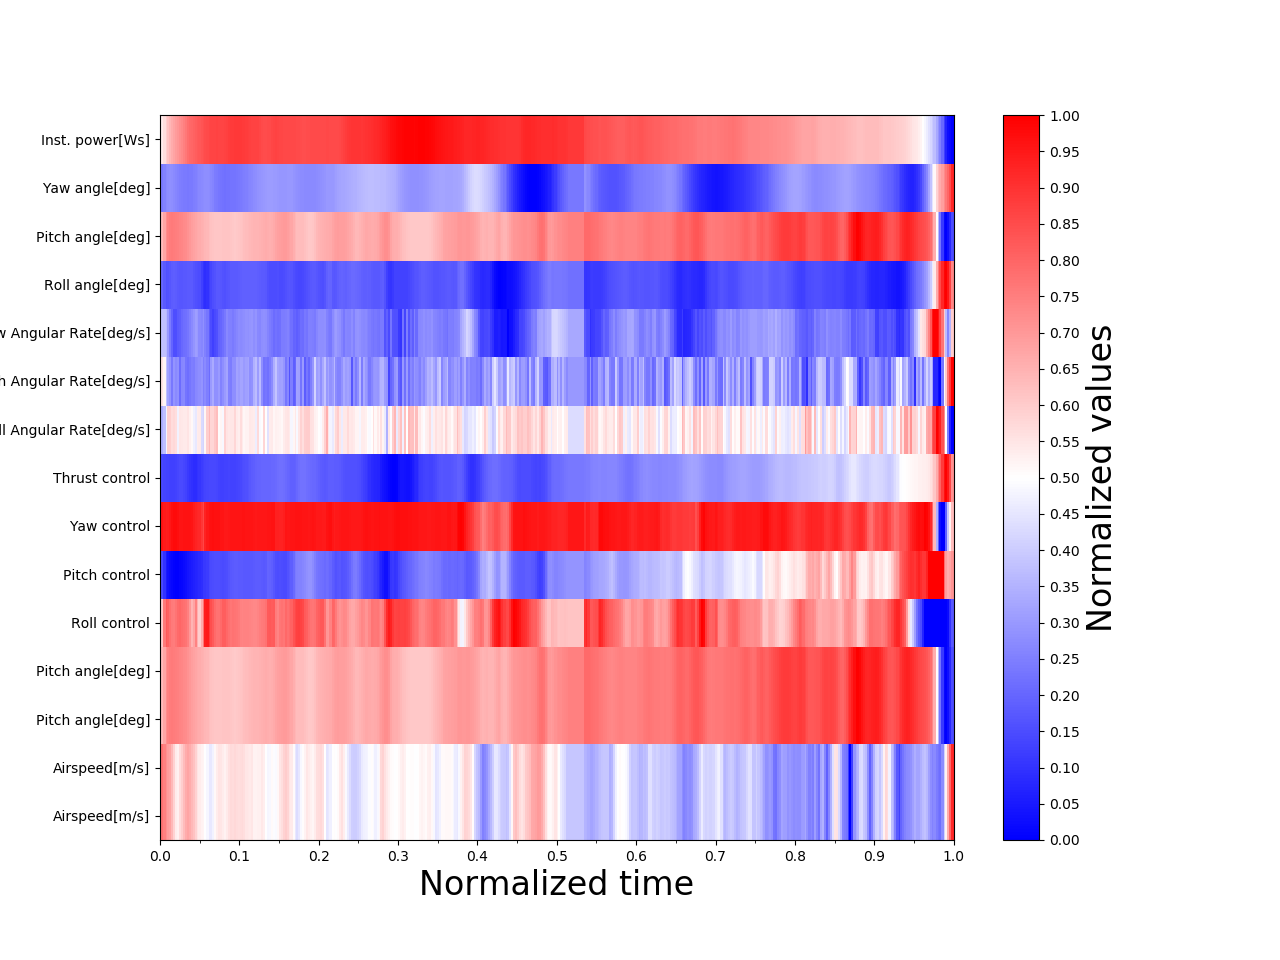 Inst. power[Ws]
Yaw angle[deg]
Pitch angle[deg]
Roll angle[deg]
w Angular Rate[deg/s]
h Angular Rate[deg/s]
ll Angular Rate[deg/s]
Thrust control
Yaw control
Pitch control
Roll control
Pitch angle[deg]
Pitch angle[deg]
Airspeed[m/s]
Airspeed[m/s]
0.0 0.1 0.2 0.3 0.4 0.5 0.6 0.7 0.8 0.9 1.0
Normalized time
1.00
0.95
0.90
0.85
0.80
0.75
0.70
0.65
0.60
0.55
0.50
0.45
0.40
0.35
0.30
0.25
0.20
0.15
0.10
0.05
0.00
Normalized values